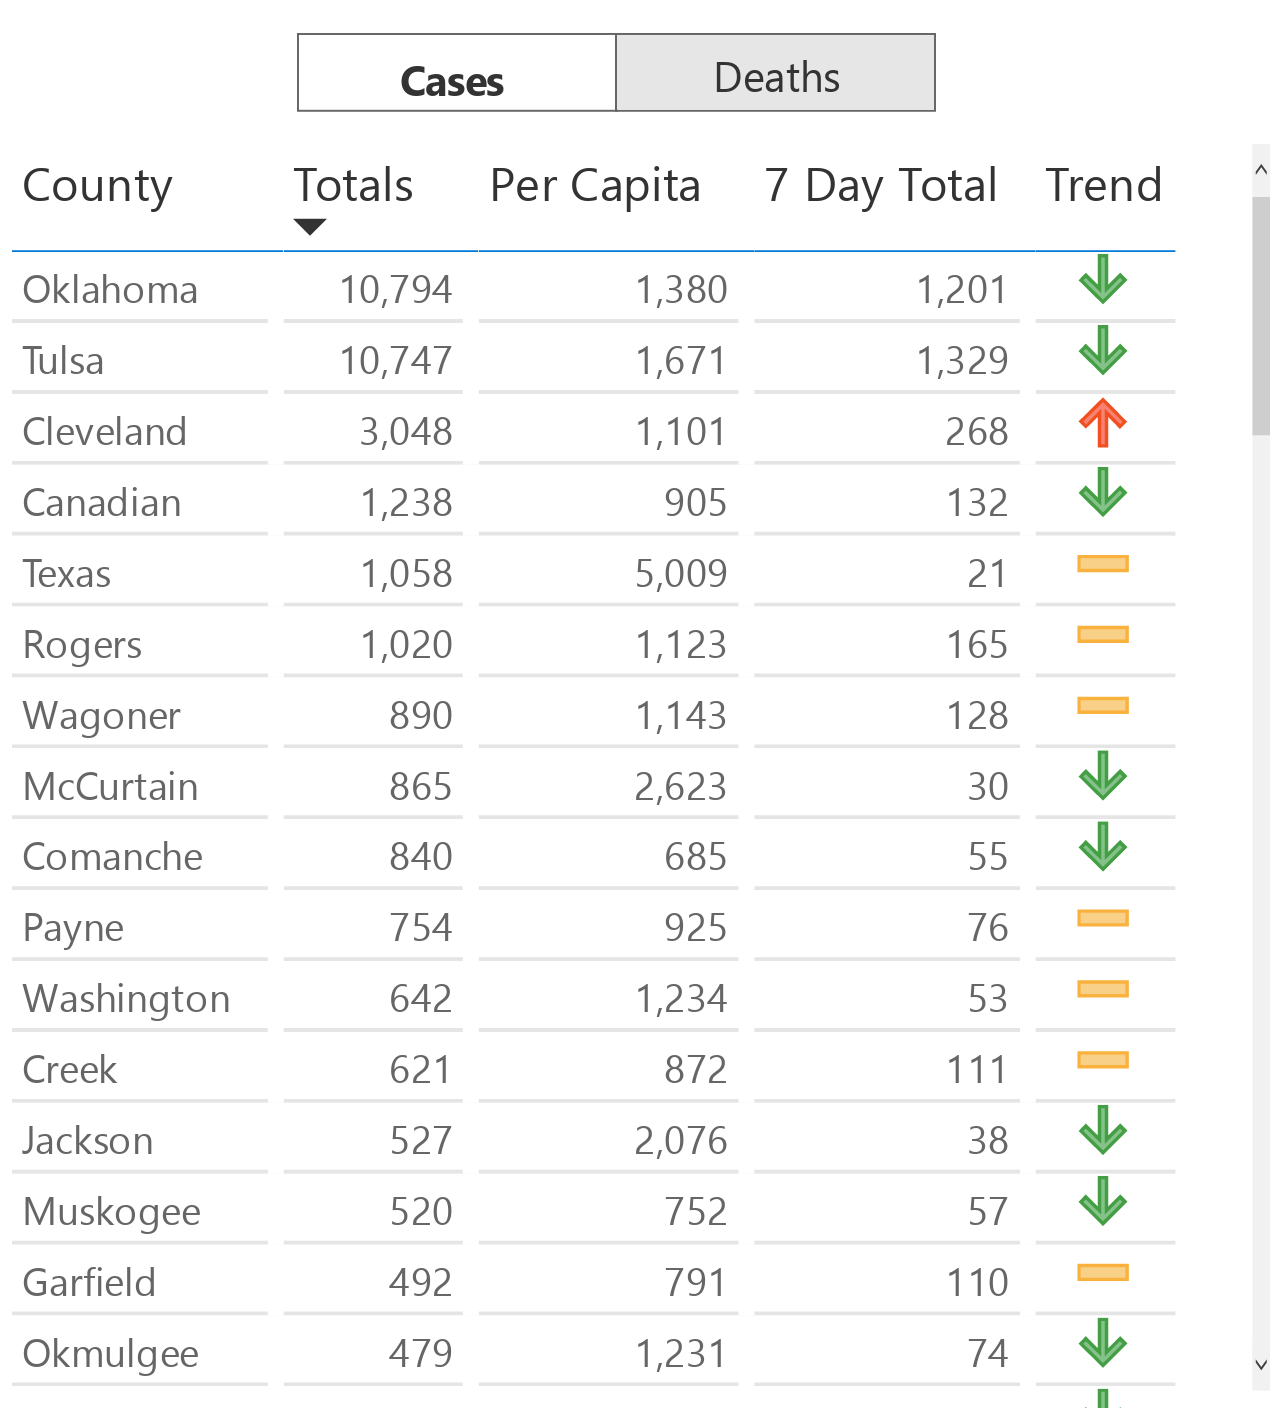 Cases Deaths
County Totals Per Capita 7 Day Total Trend
Oklahoma 10,794 1,380 1,201
Tulsa 10,747 1,671 1,329
Cleveland 3,048 1,101 268
Canadian 1,238 905 132
Texas 1,058 5,009 21
Rogers 1,020 1,123 165
Wagoner 890 1,143 128
McCurtain 865 2,623 30
Comanche 840 685 55
Payne 754 925 76
Washington 642 1,234 53
Creek 621 872 111
Jackson 527 2,076 38
Muskogee 520 752 57
Garfield 492 791 110
Okmulgee 479 1,231 74